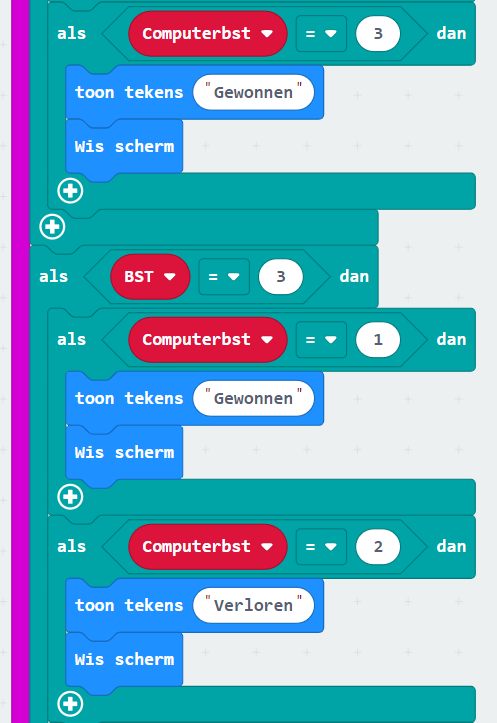 als Computerbst = 3 dan
toon tekens "Gewonnen"
Wis scherm
als BST = 3 dan
als Computerbst = 1 dan
toon tekens "Gewonnen"
Wis scherm
als Computerbst = 2 dan
toon tekens "Verloren"
Wis scherm